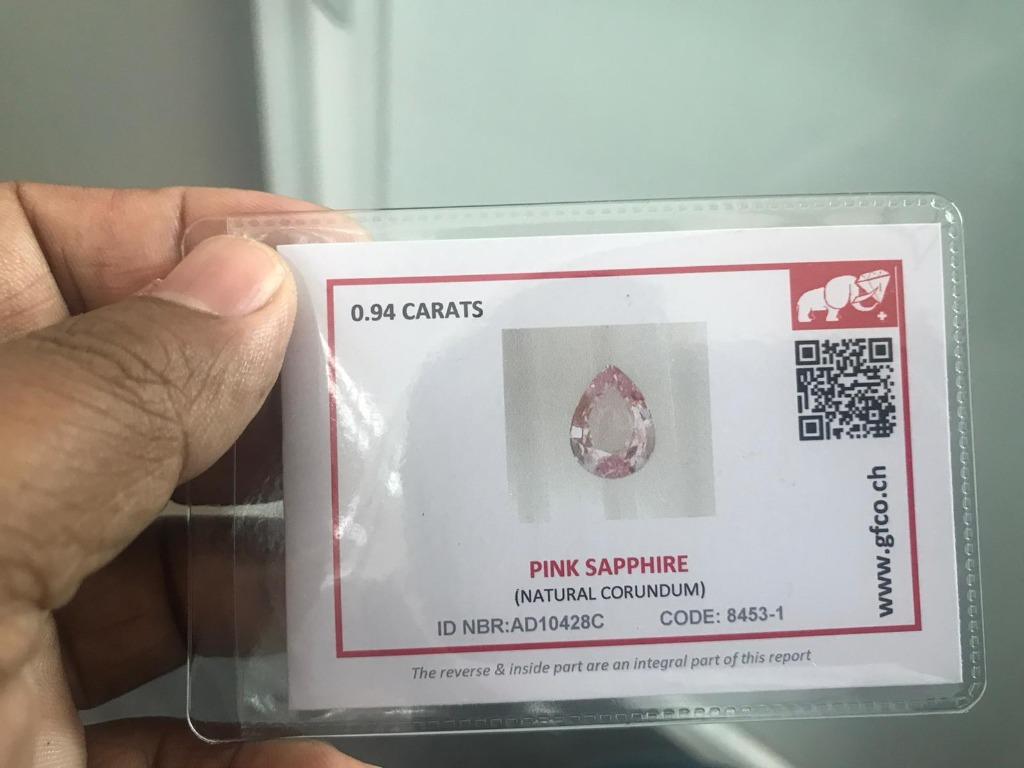 0.94 CARATS
www.gfco.ch
PINK SAPPHIRE
(NATURAL CORUNDUM)
ID NBR:AD10428C CODE: 8453-1
The reverse & inside part are an integral part of this report